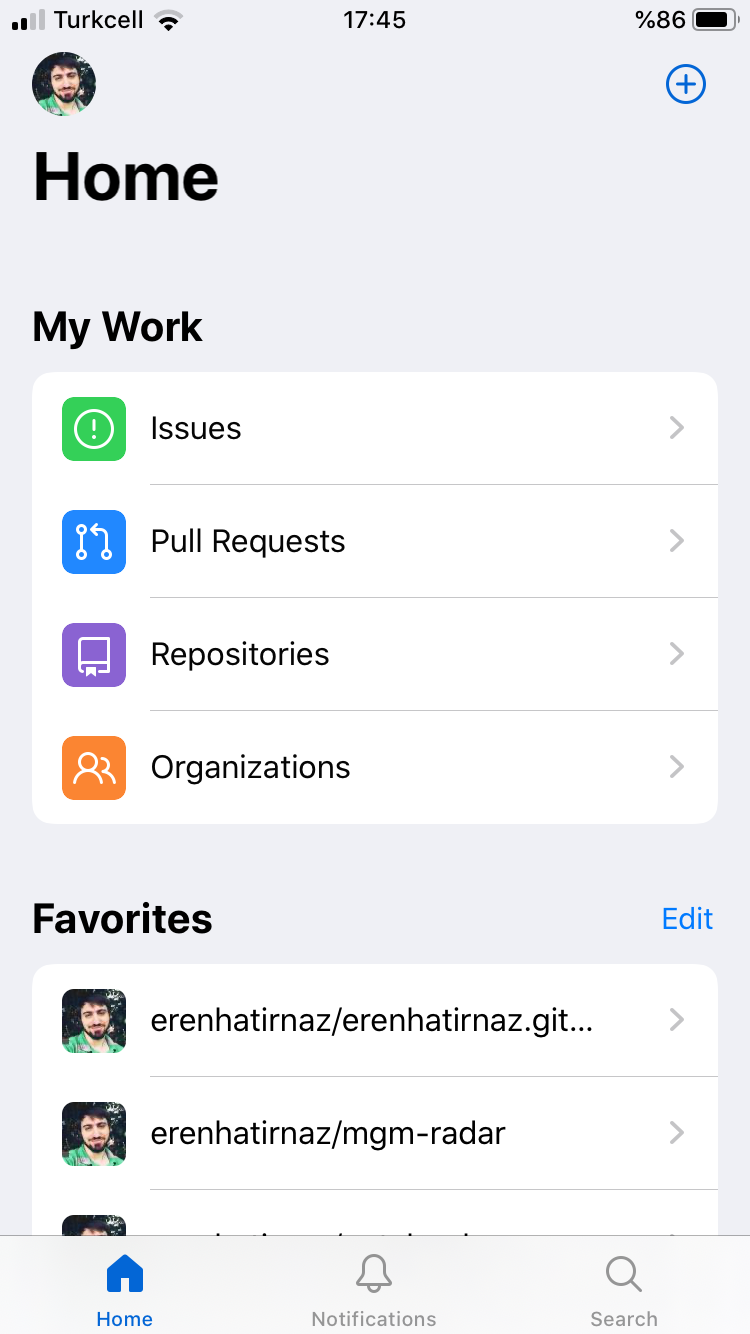 Turkcell 17:45 %86
Home
My Work
Issues
Pull Requests
Repositories
Organizations
Favorites Edit
erenhatirnaz/erenhatirnaz.git...
erenhatirnaz/mgm-radar
Home Notifications Search